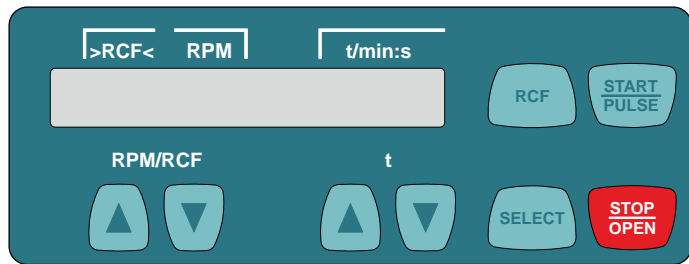 >RCF< RPM t/min:s
RCF
START
PULSE
RPM/RCF t
SELECT
STOP
OPEN